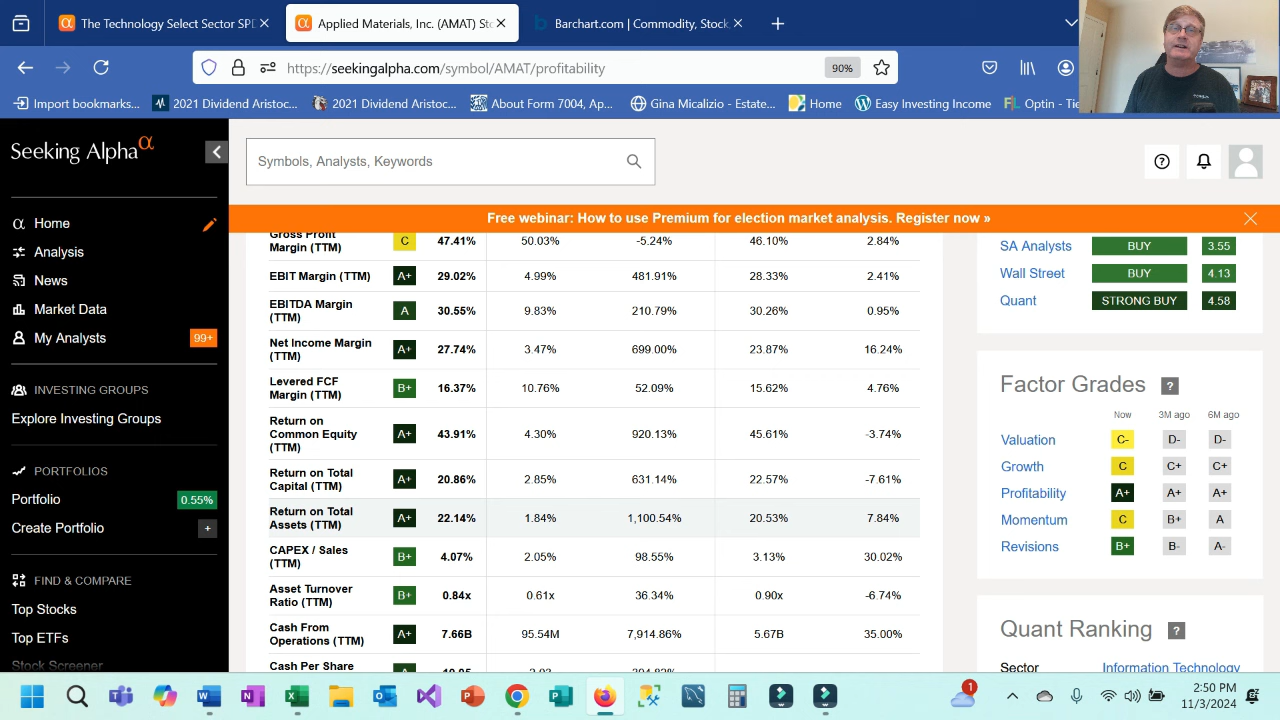 The Technology Select Sector SPD
Applied Materials, Inc. (AMAT) Sto
Barchart.com | Commodity, Stock,
https://seekingalpha.com/symbol/AMAT/profitability
90%
Import bookmarks...
2021 Dividend Aristoc...
2021 Dividend Aristoc...
About Form 7004, Ap...
Gina Micalizio - Estate...
Home
Easy Investing Income
Optin - Tie
Seeking Alpha α
Symbols, Analysts, Keywords
Free webinar: How to use Premium for election market analysis. Register now »
Home
Analysis
News
Market Data
My Analysts 99+
INVESTING GROUPS
Explore Investing Groups
PORTFOLIOS
Portfolio 0.55%
Create Portfolio +
FIND & COMPARE
Top Stocks
Top ETFs
Stock Screener
Gross Profit
Margin (TTM) C 47.41% 50.03% -5.24% 46.10% 2.84%
EBIT Margin (TTM) A+ 29.02% 4.99% 481.91% 28.33% 2.41%
EBITDA Margin
(TTM) A 30.55% 9.83% 210.79% 30.26% 0.95%
Net Income Margin
(TTM) A+ 27.74% 3.47% 699.00% 23.87% 16.24%
Levered FCF
Margin (TTM) B+ 16.37% 10.76% 52.09% 15.62% 4.76%
Return on
Common Equity
(TTM) A+ 43.91% 4.30% 920.13% 45.61% -3.74%
Return on Total
Capital (TTM) A+ 20.86% 2.85% 631.14% 22.57% -7.61%
Return on Total
Assets (TTM) A+ 22.14% 1.84% 1,100.54% 20.53% 7.84%
CAPEX / Sales
(TTM) B+ 4.07% 2.05% 98.55% 3.13% 30.02%
Asset Turnover
Ratio (TTM) B+ 0.84x 0.61x 36.34% 0.90x -6.74%
Cash From
Operations (TTM) A+ 7.66B 95.54M 7,914.86% 5.67B 35.00%
Cash Per Share
SA Analysts BUY 3.55
Wall Street BUY 4.13
Quant STRONG BUY 4.58
Factor Grades ?
Now 3M ago 6M ago
Valuation C- D- D-
Growth C C+ C+
Profitability A+ A+ A+
Momentum C B+ A
Revisions B+ B- A-
Quant Ranking ?
Sector Information Technology
1
2:50 PM
11/3/2024